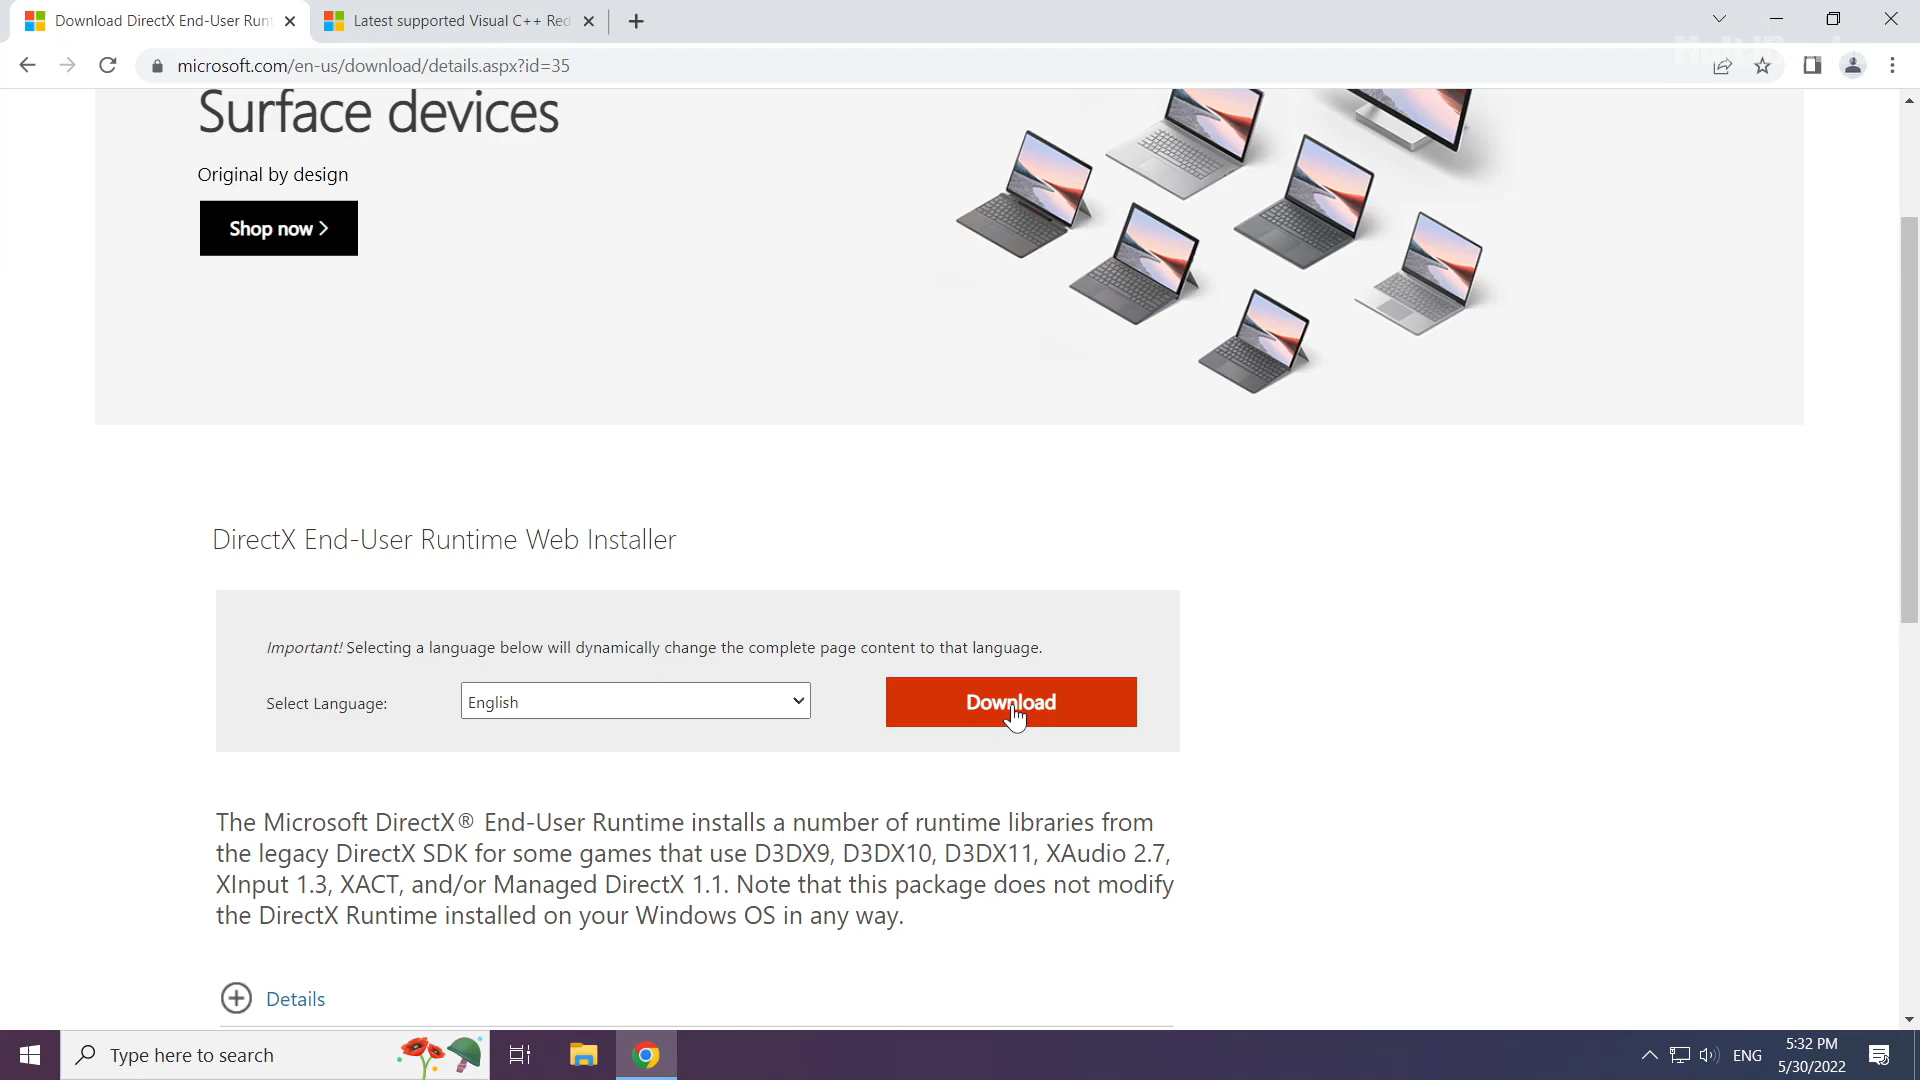 Download DirectX End-User Runt
Latest supported Visual C++ Red
microsoft.com/en-us/download/details.aspx?id=35
Surface devices
Original by design
Shop now >
DirectX End-User Runtime Web Installer
Important! Selecting a language below will dynamically change the complete page content to that language.
Select Language:
English
Download
The Microsoft DirectX® End-User Runtime installs a number of runtime libraries from
the legacy DirectX SDK for some games that use D3DX9, D3DX10, D3DX11, XAudio 2.7,
XInput 1.3, XACT, and/or Managed DirectX 1.1. Note that this package does not modify
the DirectX Runtime installed on your Windows OS in any way.
Details
Type here to search
ENG
5:32 PM
5/30/2022